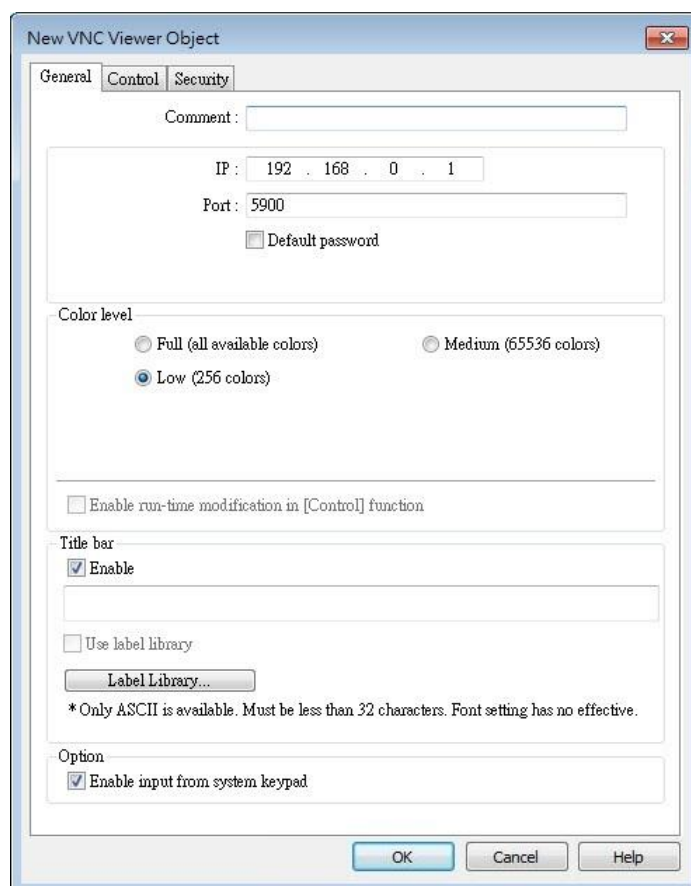 New VNC Viewer Object
General Control Security
Comment :
IP : 192 . 168 . 0 . 1
Port : 5900
Default password
Color level
Full (all available colors) Medium (65536 colors)
Low (256 colors)
Enable run-time modification in [Control] function
Title bar
Enable
Use label library
Label Library...
* Only ASCII is available. Must be less than 32 characters. Font setting has no effective.
Option
Enable input from system keypad
OK Cancel Help